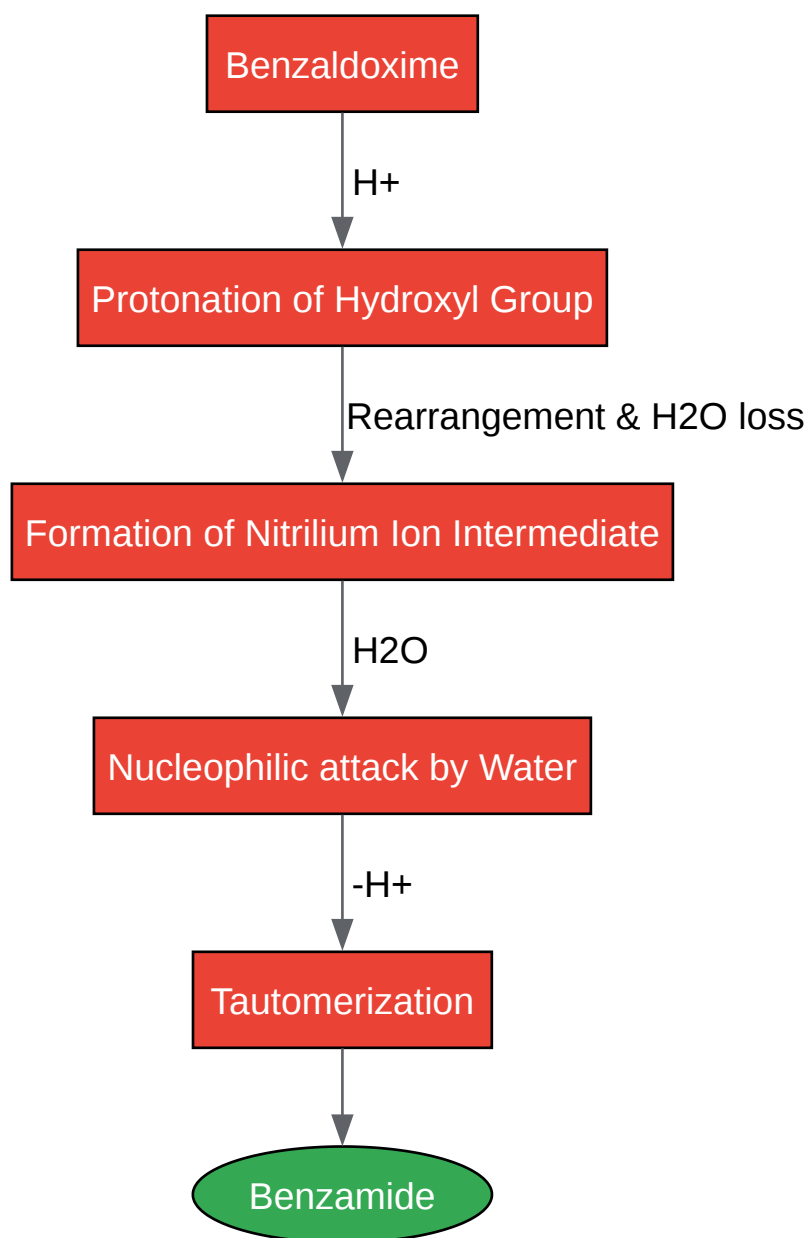 Benzaldoxime
H+
Protonation of Hydroxyl Group
Rearrangement & H2O loss
Formation of Nitrilium Ion Intermediate
H2O
Nucleophilic attack by Water
-H+
Tautomerization
Benzamide